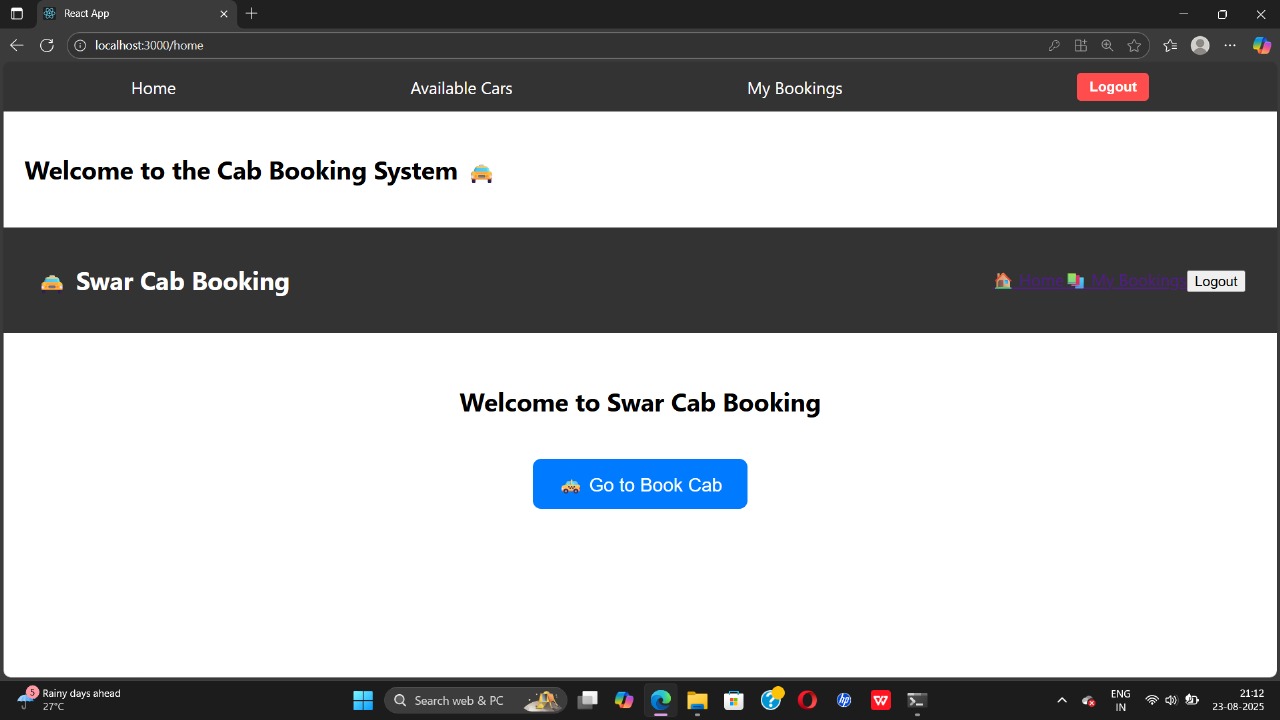 React App
localhost:3000/home
Home Available Cars My Bookings Logout
Welcome to the Cab Booking System
Swar Cab Booking Home My Bookings Logout
Welcome to Swar Cab Booking
Go to Book Cab
5 Rainy days ahead
27°C
Search web & PC
ENG
IN
21:12
23-08-2025